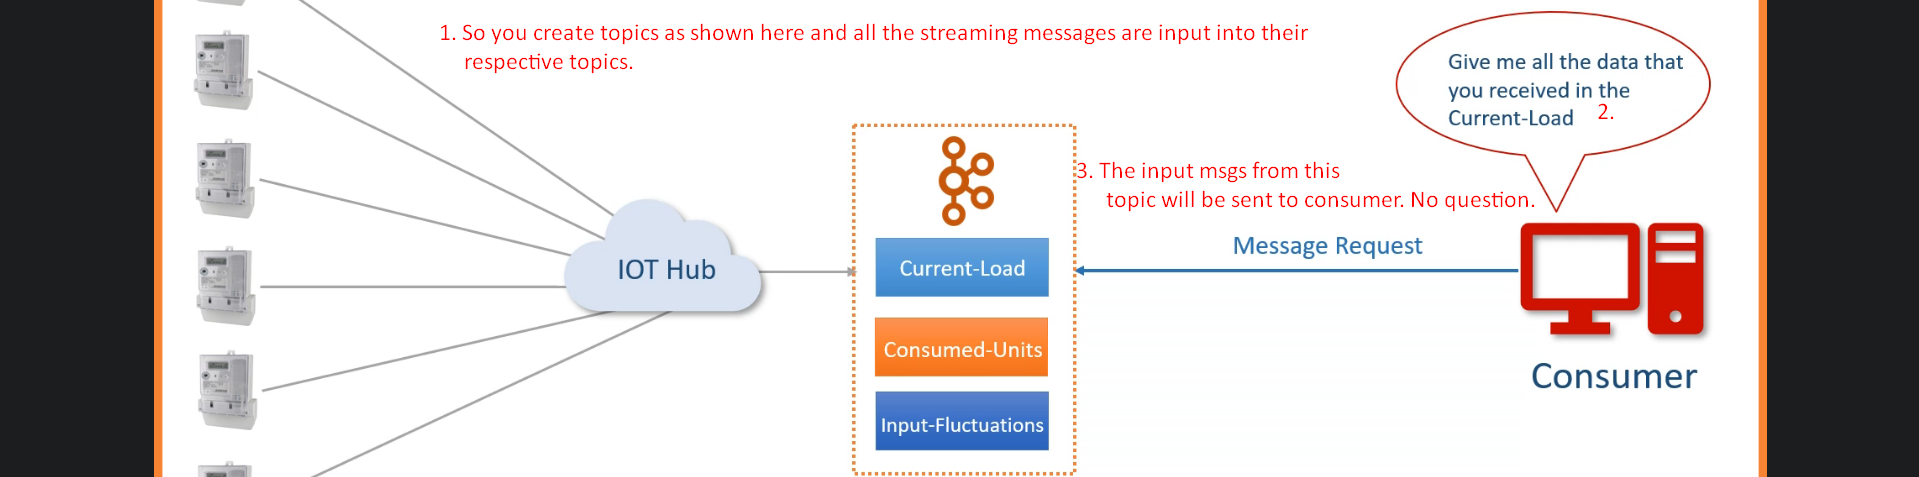 1. So you create topics as shown here and all the streaming messages are input into their
respective topics.
Give me all the data that
you received in the
Current-Load 2.
3. The input msgs from this
topic will be sent to consumer. No question.
Message Request
IOT Hub
Current-Load
Consumed-Units
Input-Fluctuations
Consumer